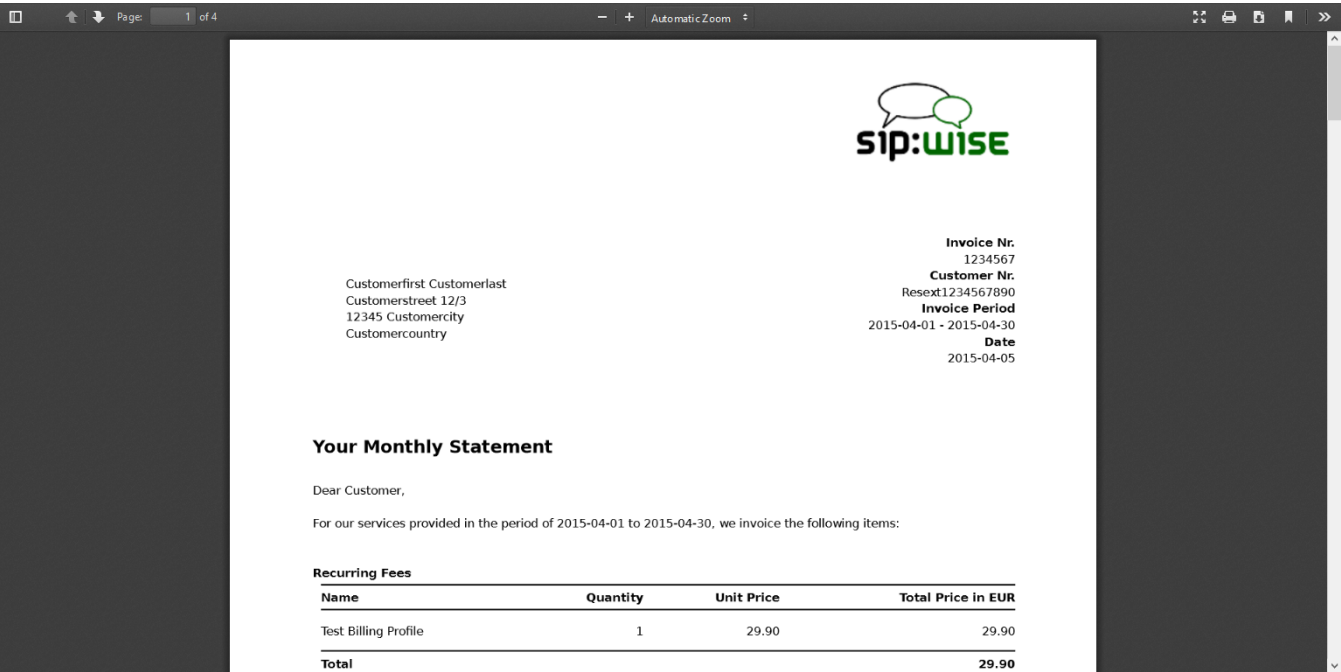 Page: 1 of 4
Automatic Zoom
sip:wise
Invoice Nr.
1234567
Customer Nr.
Resext1234567890
Invoice Period
2015-04-01 - 2015-04-30
Date
2015-04-05
Customerfirst Customerlast
Customerstreet 12/3
12345 Customercity
Customercountry
Your Monthly Statement
Dear Customer,
For our services provided in the period of 2015-04-01 to 2015-04-30, we invoice the following items:
Recurring Fees
Name Quantity Unit Price Total Price in EUR
Test Billing Profile 1 29.90 29.90
Total 29.90